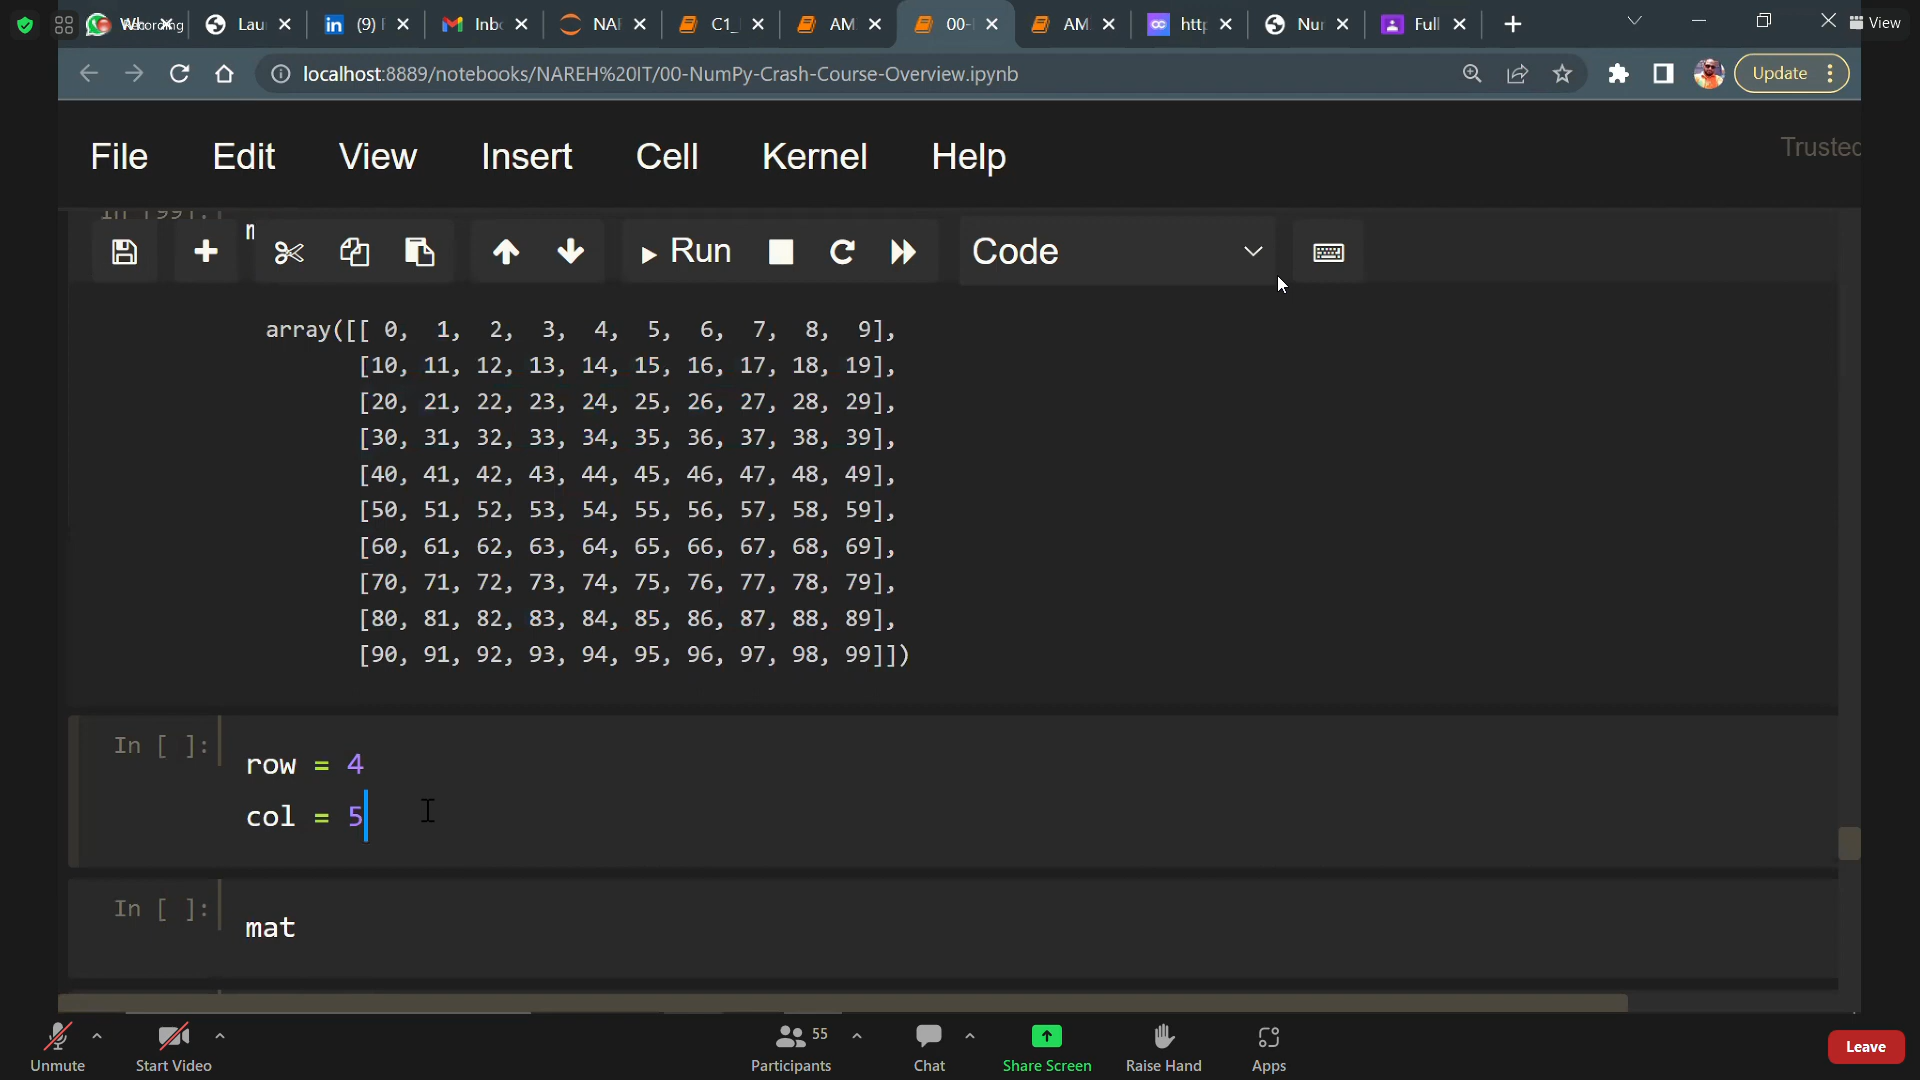 Recording
Lau
(9)
Inb
NAI
C1_
AM
00-
AM
http
Nur
Full
View
localhost:8889/notebooks/NAREH%20IT/00-NumPy-Crash-Course-Overview.ipynb
Update
File Edit View Insert Cell Kernel Help
Trusted
In [99]:
Run
Code
array([[ 0, 1, 2, 3, 4, 5, 6, 7, 8, 9],
[10, 11, 12, 13, 14, 15, 16, 17, 18, 19],
[20, 21, 22, 23, 24, 25, 26, 27, 28, 29],
[30, 31, 32, 33, 34, 35, 36, 37, 38, 39],
[40, 41, 42, 43, 44, 45, 46, 47, 48, 49],
[50, 51, 52, 53, 54, 55, 56, 57, 58, 59],
[60, 61, 62, 63, 64, 65, 66, 67, 68, 69],
[70, 71, 72, 73, 74, 75, 76, 77, 78, 79],
[80, 81, 82, 83, 84, 85, 86, 87, 88, 89],
[90, 91, 92, 93, 94, 95, 96, 97, 98, 99]])
In [ ]:
row = 4
col = 5
In [ ]:
mat
Unmute
Start Video
55
Participants
Chat
Share Screen
Raise Hand
Apps
Leave